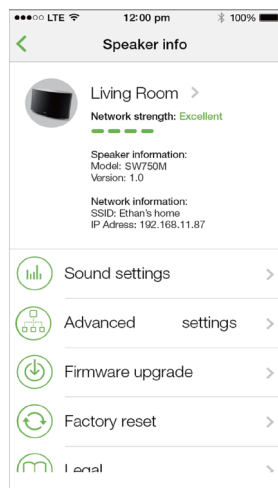 LTE 12:00 pm 100%
Speaker info
Living Room
Network strength: Excellent
Speaker information:
Model: SW750M
Version: 1.0
Network information:
SSID: Ethan's home
IP Adress: 192.168.11.87
Sound settings
Advanced settings
Firmware upgrade
Factory reset
Legal